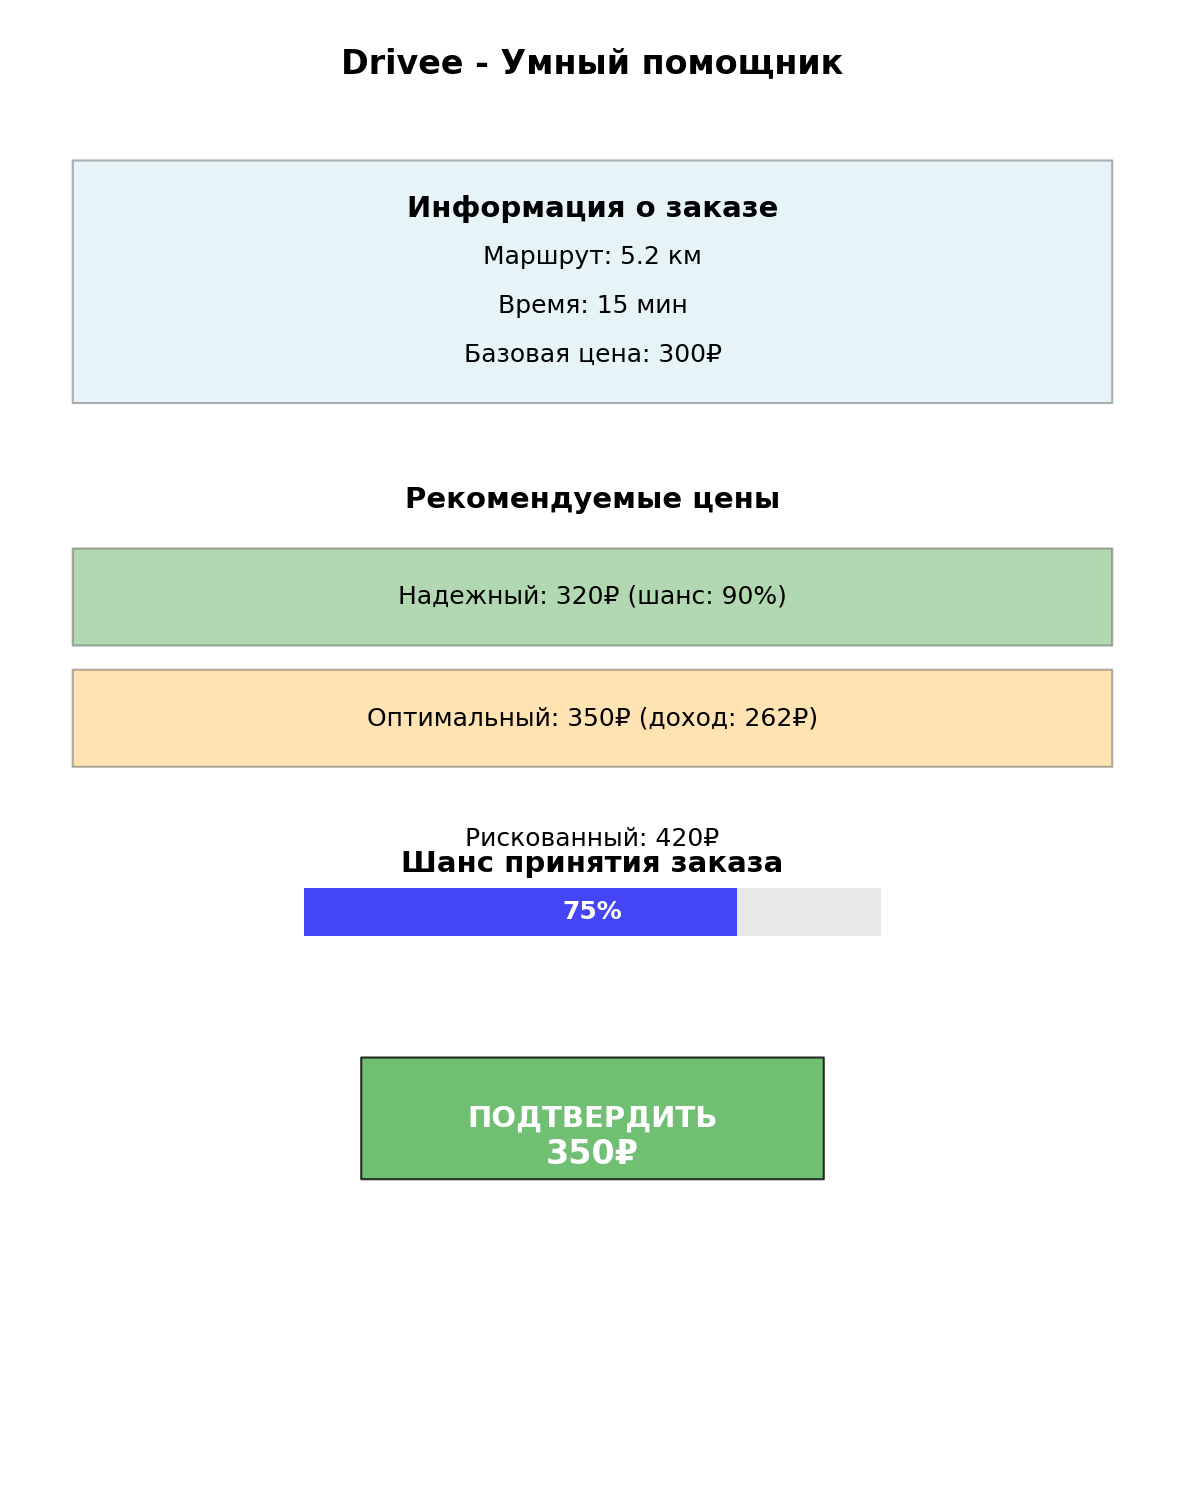 Drivee - Умный помощник
Информация о заказе
Маршрут: 5.2 км
Время: 15 мин
Базовая цена: 300₽
Рекомендуемые цены
Надежный: 320₽ (шанс: 90%)
Оптимальный: 350₽ (доход: 262₽)
Рискованный: 420₽
Шанс принятия заказа
75%
ПОДТВЕРДИТЬ
350₽